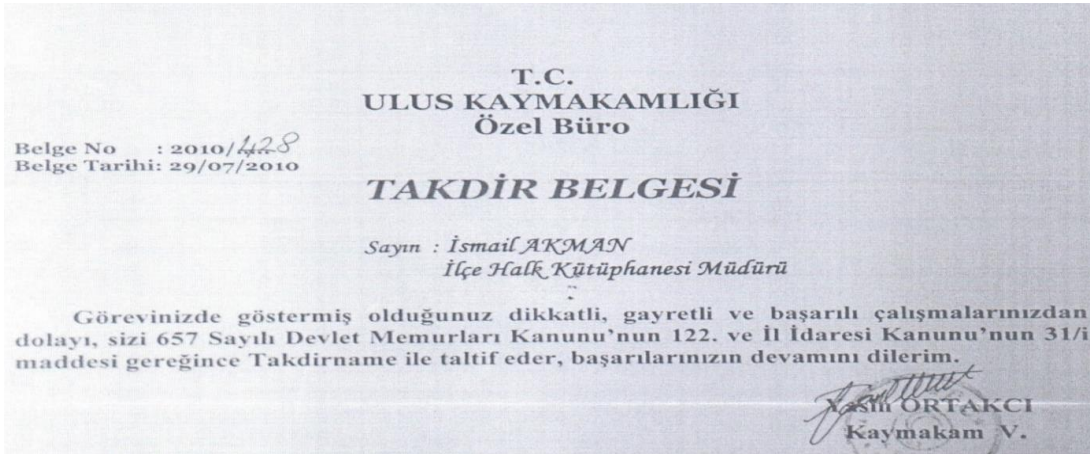 T.C.
ULUS KAYMAKAMLIĞI
Özel Büro
Belge No : 2010/428
Belge Tarihi: 29/07/2010
TAKDİR BELGESİ
Sayın : İsmail AKMAN
İlçe Halk Kütüphanesi Müdürü
Görevinizde göstermiş olduğunuz dikkatli, gayretli ve başarılı çalışmalarınızdan
dolayı, sizi 657 Sayılı Devlet Memurları Kanunu’nun 122. ve İl İdaresi Kanunu’nun 31/i
maddesi gereğince Takdirname ile taltif eder, başarılarınızın devamını dilerim.
Yasin ORTAKCI
Kaymakam V.